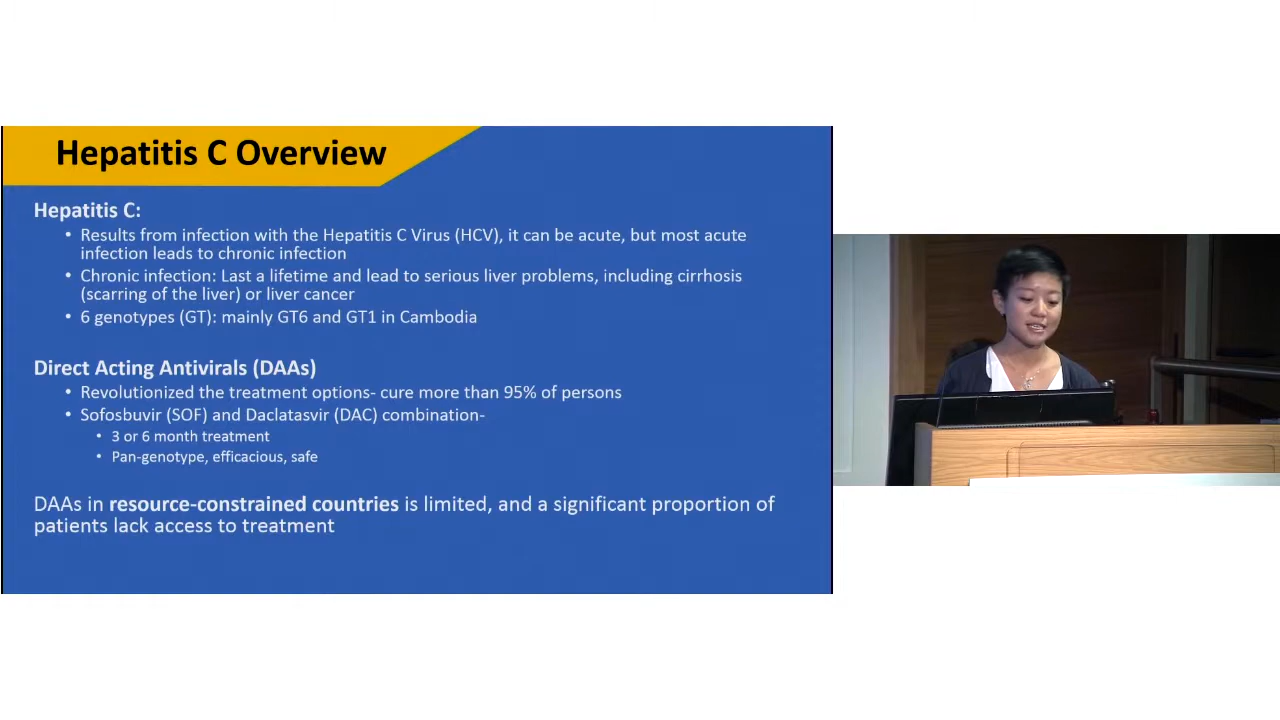 Hepatitis C Overview
Hepatitis C:
• Results from infection with the Hepatitis C Virus (HCV), it can be acute, but most acute
infection leads to chronic infection
• Chronic infection: Last a lifetime and lead to serious liver problems, including cirrhosis
(scarring of the liver) or liver cancer
• 6 genotypes (GT): mainly GT6 and GT1 in Cambodia
Direct Acting Antivirals (DAAs)
• Revolutionized the treatment options- cure more than 95% of persons
• Sofosbuvir (SOF) and Daclatasvir (DAC) combination-
• 3 or 6 month treatment
• Pan-genotype, efficacious, safe
DAAs in resource-constrained countries is limited, and a significant proportion of
patients lack access to treatment